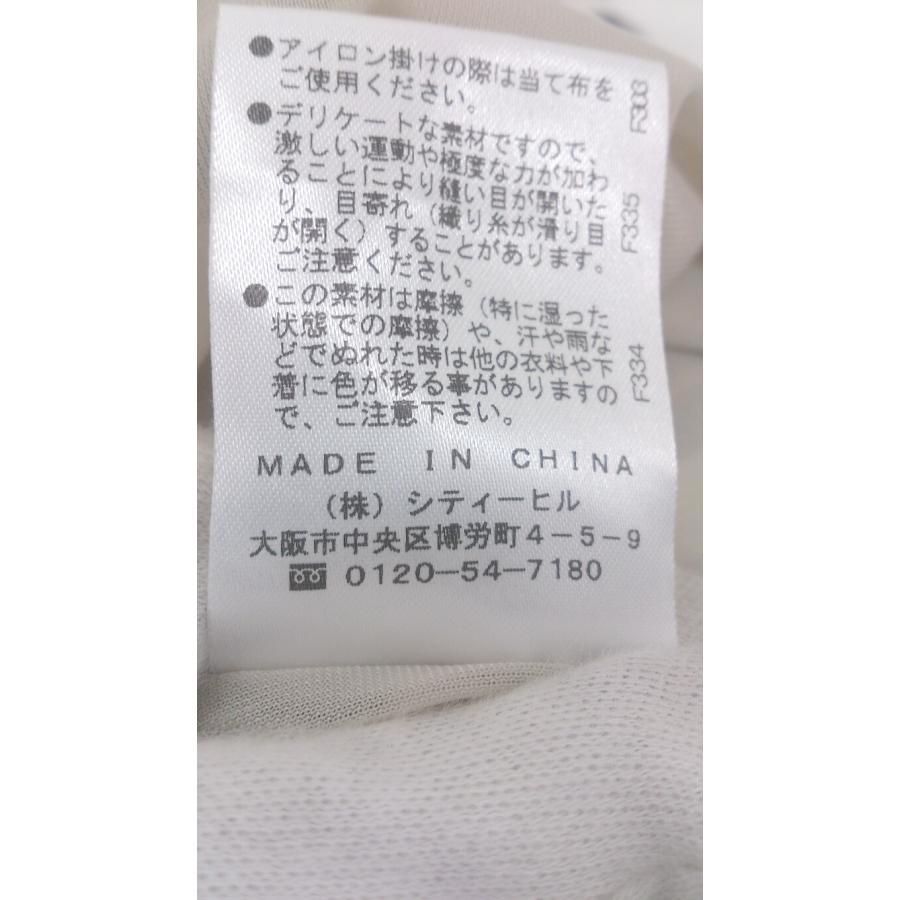 ●アイロン掛けの際は当て布を
ご使用ください。
F308
●デリケートな素材ですので、
激しい運動や極度な力が加わ
ることにより縫い目が開いた
り、目寄れ（織り糸が滑り目
が開く）することがあります。
ご注意ください。
F335
●この素材は摩擦（特に湿った
状態での摩擦）や、汗や雨な
どでぬれた時は他の衣料や下
着に色が移る事がありますの
で、ご注意下さい。
F334
MADE IN CHINA
（株）シティーヒル
大阪市中央区博労町4-5-9
0120-54-7180